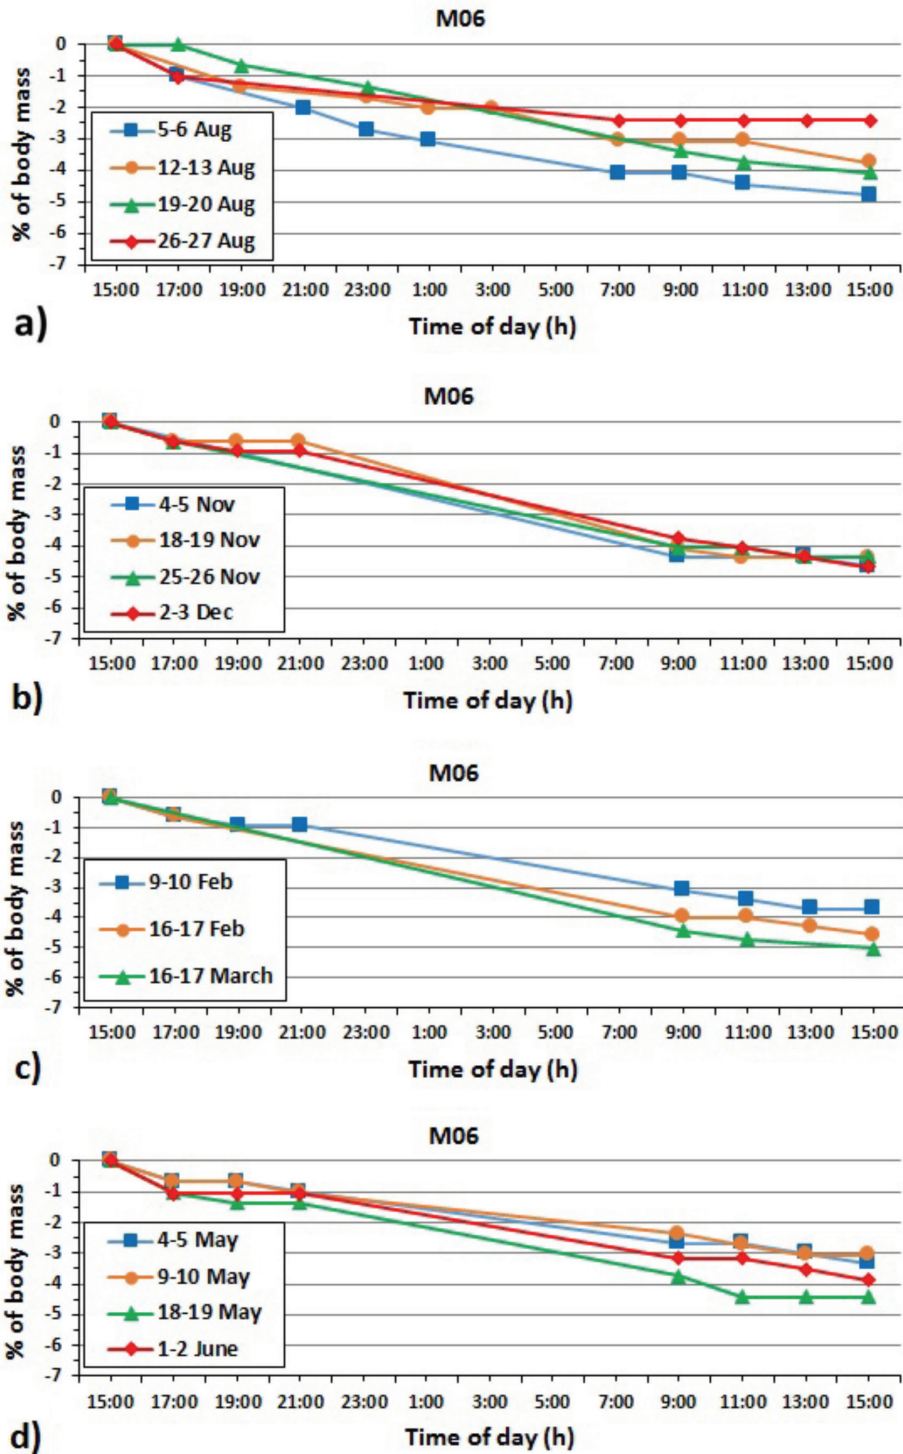 M06
0
-1
-2
-3
-4
-5
-6
-7
% of body mass
5-6 Aug
12-13 Aug
19-20 Aug
26-27 Aug
15:00 17:00 19:00 21:00 23:00 1:00 3:00 5:00 7:00 9:00 11:00 13:00 15:00
Time of day (h)
a)
M06
0
-1
-2
-3
-4
-5
-6
-7
% of body mass
4-5 Nov
18-19 Nov
25-26 Nov
2-3 Dec
15:00 17:00 19:00 21:00 23:00 1:00 3:00 5:00 7:00 9:00 11:00 13:00 15:00
Time of day (h)
b)
M06
0
-1
-2
-3
-4
-5
-6
-7
% of body mass
9-10 Feb
16-17 Feb
16-17 March
15:00 17:00 19:00 21:00 23:00 1:00 3:00 5:00 7:00 9:00 11:00 13:00 15:00
Time of day (h)
c)
M06
0
-1
-2
-3
-4
-5
-6
-7
% of body mass
4-5 May
9-10 May
18-19 May
1-2 June
15:00 17:00 19:00 21:00 23:00 1:00 3:00 5:00 7:00 9:00 11:00 13:00 15:00
Time of day (h)
d)